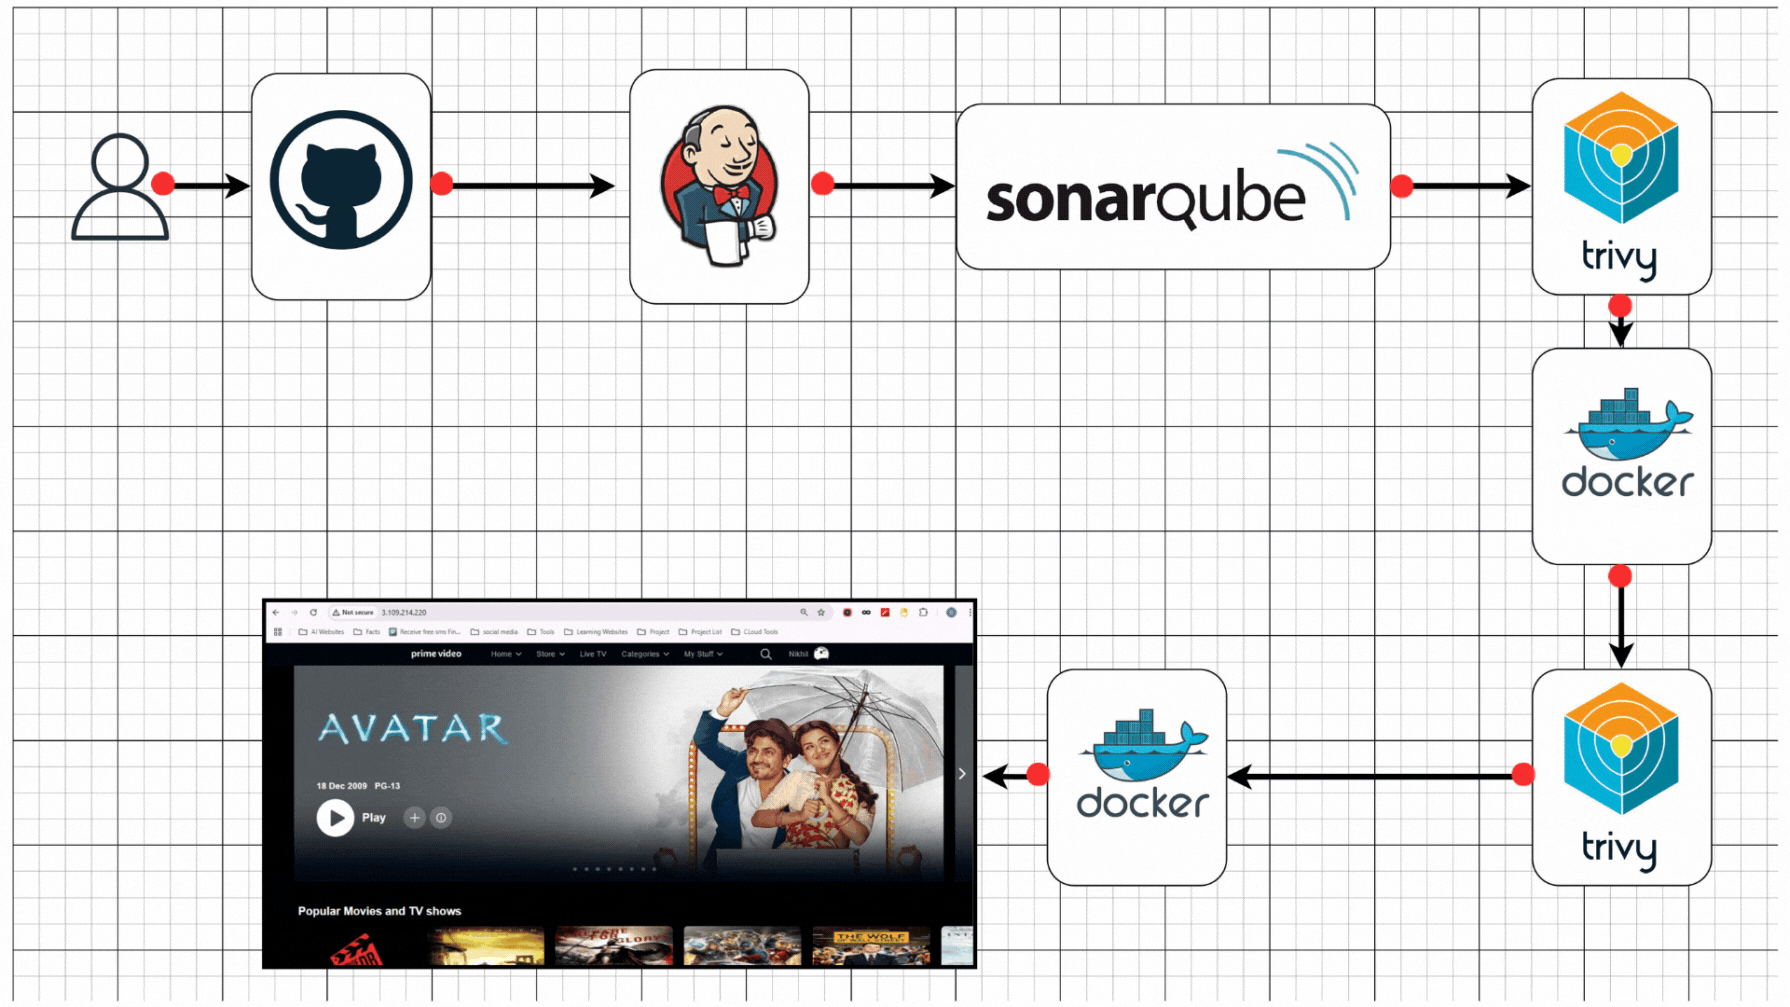 sonarqube
trivy
docker
Not secure 3.109.214.220
AI Websites Facts Receive free sms Fin... social media Tools Learning Websites Project Project List CLoud Tools
prime video Home Store Live TV Categories My Stuff Nikhil
AVATAR
18 Dec 2009 PG-13
Play
Popular Movies and TV shows
THE WOLF
docker
trivy